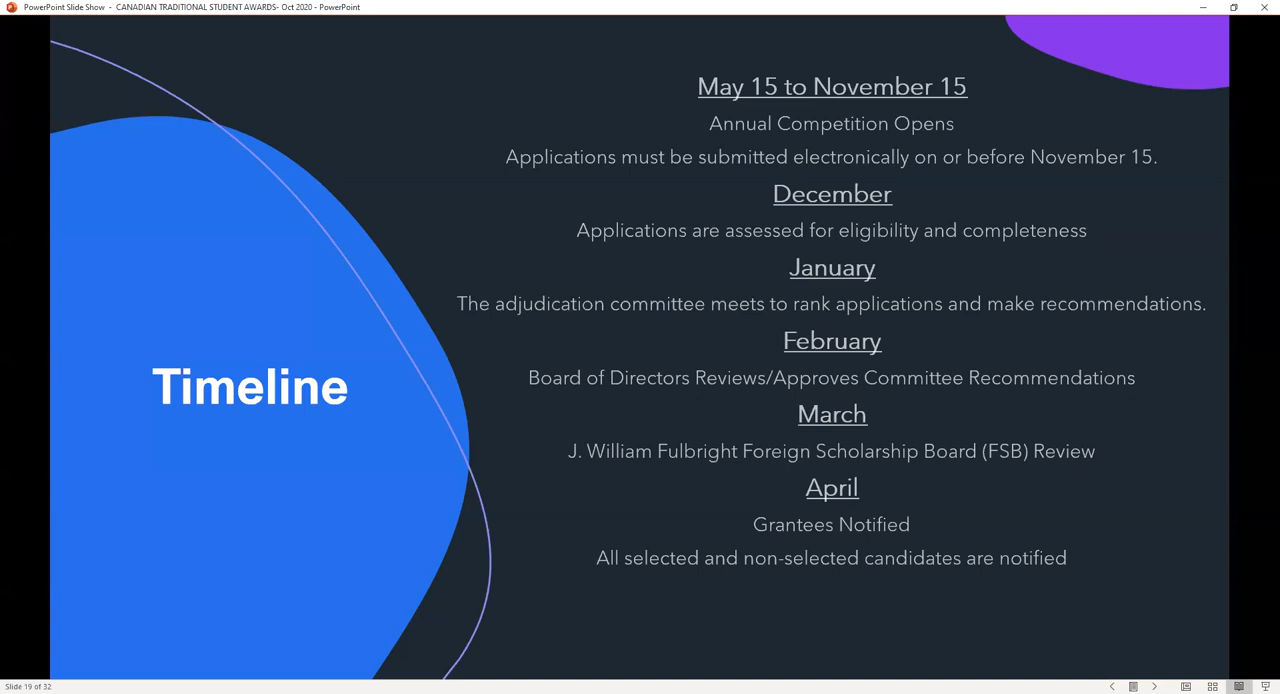 PowerPoint Slide Show - CANADIAN TRADITIONAL STUDENT AWARDS- Oct 2020 - PowerPoint
May 15 to November 15
Annual Competition Opens
Applications must be submitted electronically on or before November 15.
December
Applications are assessed for eligibility and completeness
January
The adjudication committee meets to rank applications and make recommendations.
February
Board of Directors Reviews/Approves Committee Recommendations
Timeline
March
J. William Fulbright Foreign Scholarship Board (FSB) Review
April
Grantees Notified
All selected and non-selected candidates are notified
Slide 19 of 32